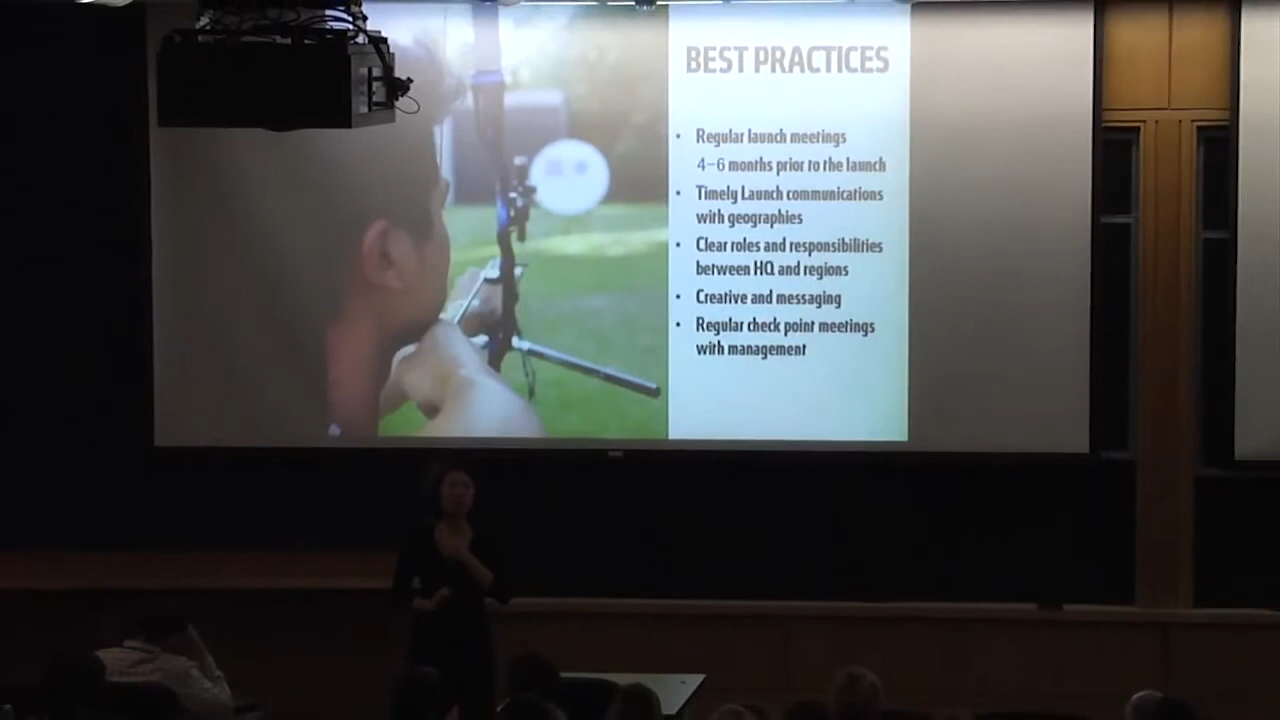 BEST PRACTICES
• Regular launch meetings
4–6 months prior to the launch
• Timely Launch communications
with geographies
• Clear roles and responsibilities
between HQ and regions
• Creative and messaging
• Regular check point meetings
with management